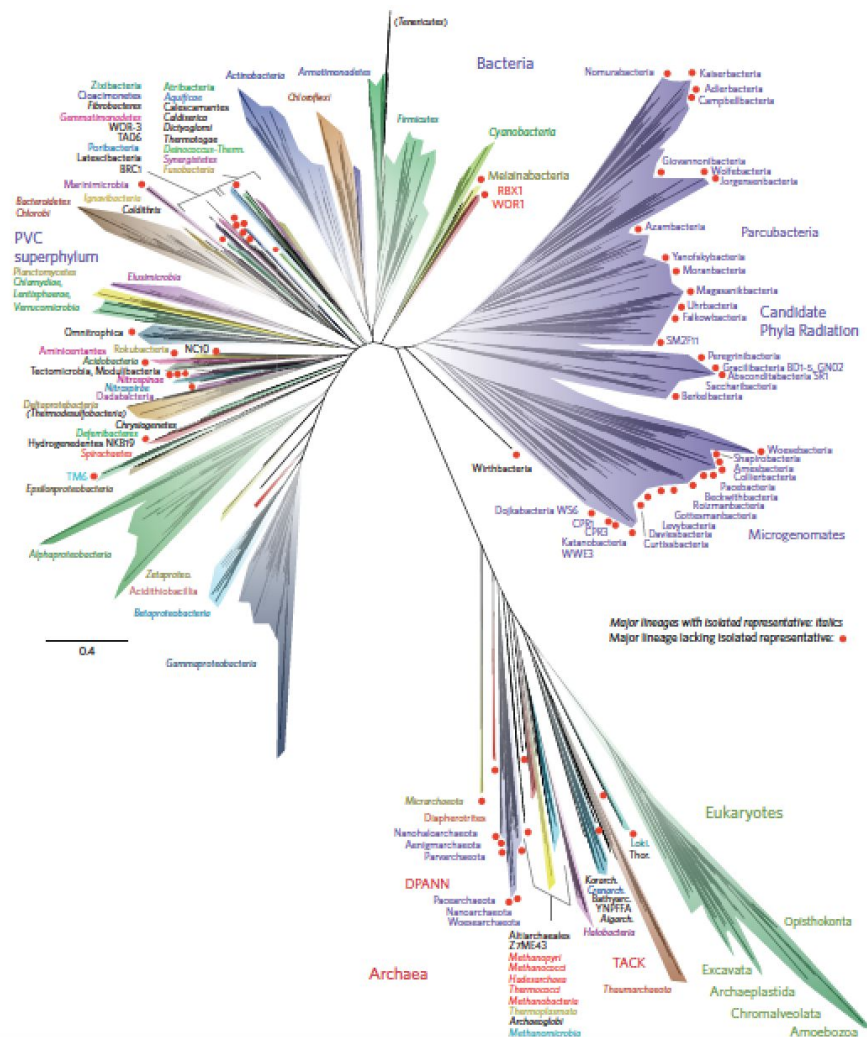 (Tenericutes)
Bacteria
Nomurabacteria
Kaiserbacteria
Adlerbacteria
Campbellbacteria
Zixibacteria
Cloacimonetes
Fibrobacteres
Gemmatimonadetes
WOR-3
TA06
Poribacteria
Latescibacteria
BRC1
Atribacteria
Aquificae
Calescamantes
Caldiserica
Dictyoglomi
Thermotogae
Deinococcus-Therm.
Synergistetes
Fusobacteria
Actinobacteria
Armatimonadetes
Chloroflexi
Firmicutes
Cyanobacteria
Melainabacteria
RBX1
WOR1
Giovannonibacteria
Wolfebacteria
Jorgensenbacteria
Marinimicrobia
Ignavibacteria
Bacteroidetes
Chlorobi
Caldithrix
Azambacteria
Parcubacteria
PVC
superphylum
Planctomycetes
Chlamydiae,
Lentisphaerae,
Verrucomicrobia
Elusimicrobia
Yanofskybacteria
Moranbacteria
Magasanikbacteria
Uhrbacteria
Falkowbacteria
Candidate
Phyla Radiation
Omnitrophica
SM2F11
Aminicentantes
Rokubacteria
NC10
Acidobacteria
Tectomicrobia, Modulibacteria
Nitrospinae
Nitrospirae
Dadabacteria
Peregrinibacteria
Gracilibacteria BD1-5, GN02
Absconditabacteria SR1
Saccharibacteria
Berkelbacteria
Deltaproteobacteria
(Thermodesulfobacteria)
Chrysiogenetes
Deferribacteres
Hydrogenedentes NKB19
Spirochaetes
Wirthbacteria
Woesebacteria
Shapirobacteria
Amesbacteria
Collierbacteria
Pacebacteria
Beckwithbacteria
Roizmanbacteria
Gottesmanbacteria
Levybacteria
Daviesbacteria
Curtissbacteria
Microgenomates
TM6
Epsilonproteobacteria
Dojkabacteria WS6
CPR1
CPR3
Katanobacteria
WWE3
Alphaproteobacteria
Zetaproteo.
Acidithiobacillia
Betaproteobacteria
Major lineages with isolated representative: italics
Major lineage lacking isolated representative:
0.4
Gammaproteobacteria
Micrarchaeota
Diapherotrites
Nanohaloarchaeota
Aenigmarchaeota
Parvarchaeota
Eukaryotes
Loki.
Thor.
DPANN
Pacearchaeota
Nanoarchaeota
Woesearchaeota
Korarch.
Crenarch.
Bathyarc.
YNPFFA
Aigarch.
Opisthokonta
Altiarchaeales
Z7ME43
Methanopyri
Methanococci
Hadesarchaea
Thermococci
Methanobacteria
Thermoplasmata
Archaeoglobi
Methanomicrobia
Halobacteria
Archaea
TACK
Thaumarchaeota
Excavata
Archaeplastida
Chromalveolata
Amoebozoa